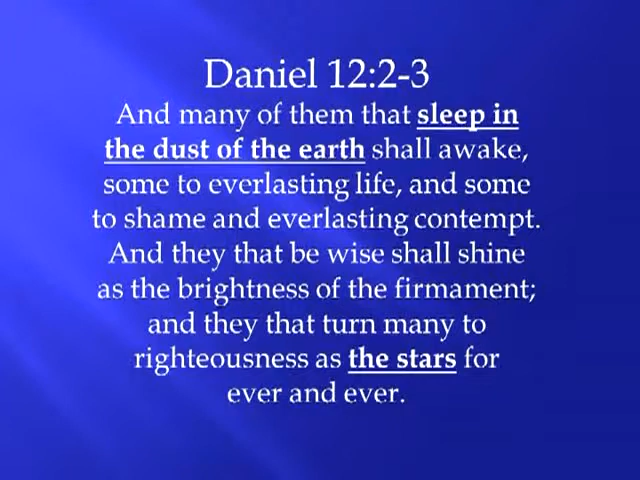 Daniel 12:2-3
And many of them that sleep in
the dust of the earth shall awake,
some to everlasting life, and some
to shame and everlasting contempt.
And they that be wise shall shine
as the brightness of the firmament;
and they that turn many to
righteousness as the stars for
ever and ever.